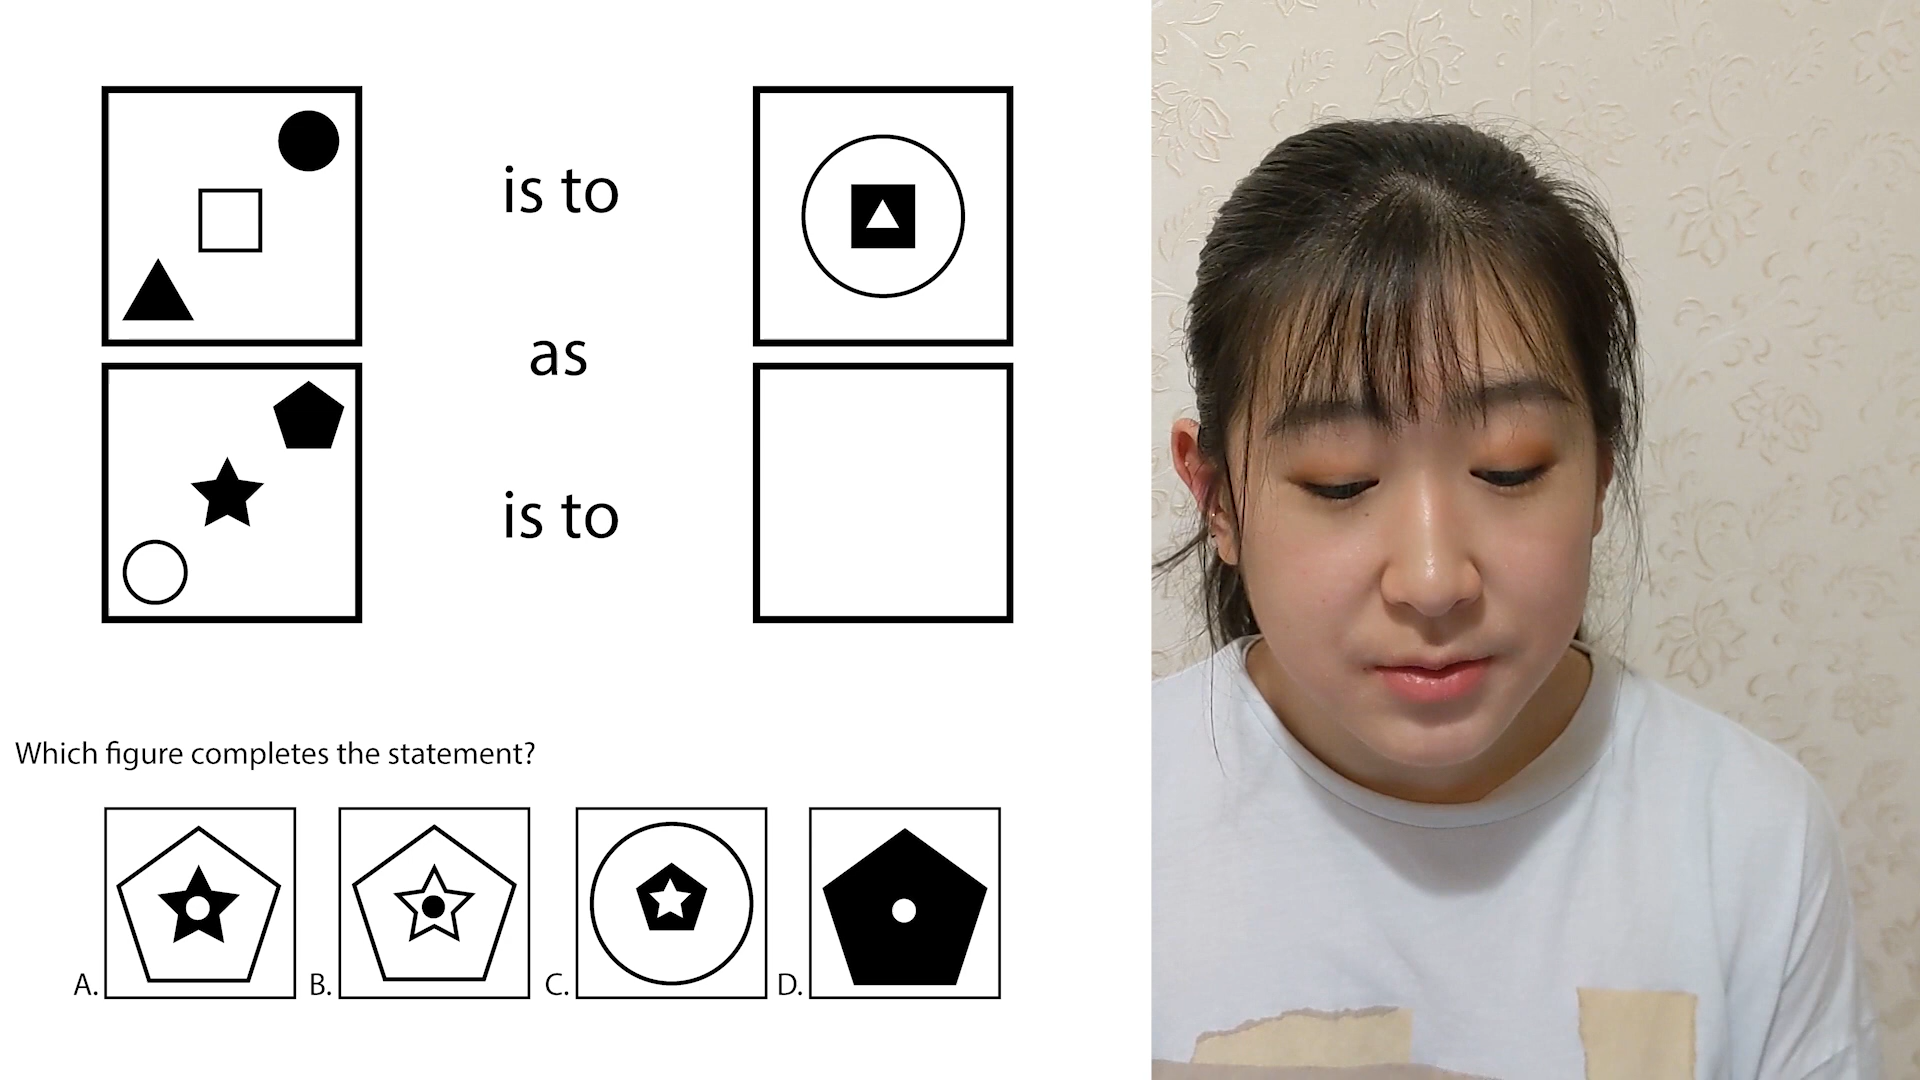 is to
as
is to
Which figure completes the statement?
A.
B.
C.
D.